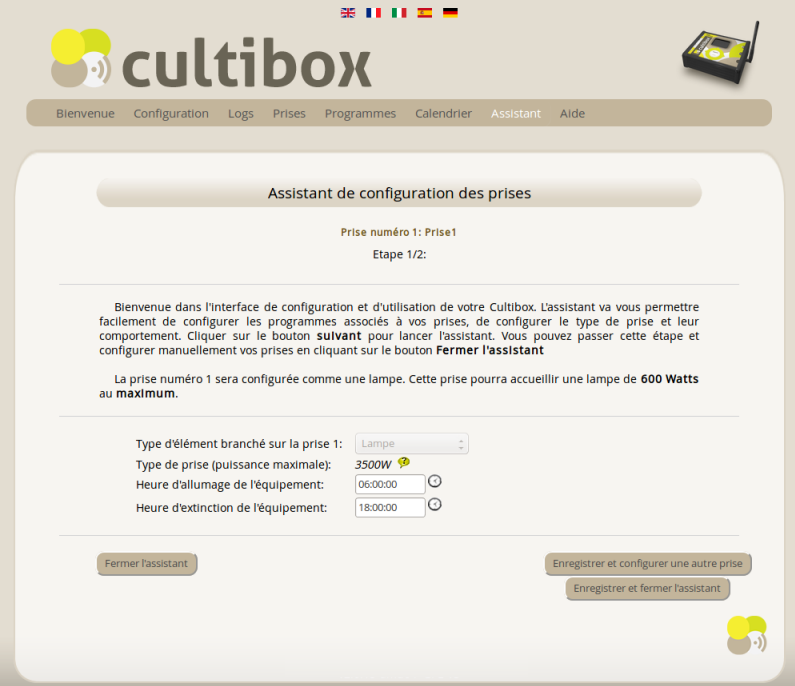 cultibox
Bienvenue Configuration Logs Prises Programmes Calendrier Assistant Aide
Assistant de configuration des prises
Prise numéro 1: Prise1
Etape 1/2:
Bienvenue dans l'interface de configuration et d'utilisation de votre Cultibox. L'assistant va vous permettre
facilement de configurer les programmes associés à vos prises, de configurer le type de prise et leur
comportement. Cliquer sur le bouton suivant pour lancer l'assistant. Vous pouvez passer cette étape et
configurer manuellement vos prises en cliquant sur le bouton Fermer l'assistant
La prise numéro 1 sera configurée comme une lampe. Cette prise pourra accueillir une lampe de 600 Watts
au maximum.
Type d'élément branché sur la prise 1: Lampe
Type de prise (puissance maximale): 3500W ?
Heure d'allumage de l'équipement: 06:00:00
Heure d'extinction de l'équipement: 18:00:00
Fermer l'assistant
Enregistrer et configurer une autre prise
Enregistrer et fermer l'assistant